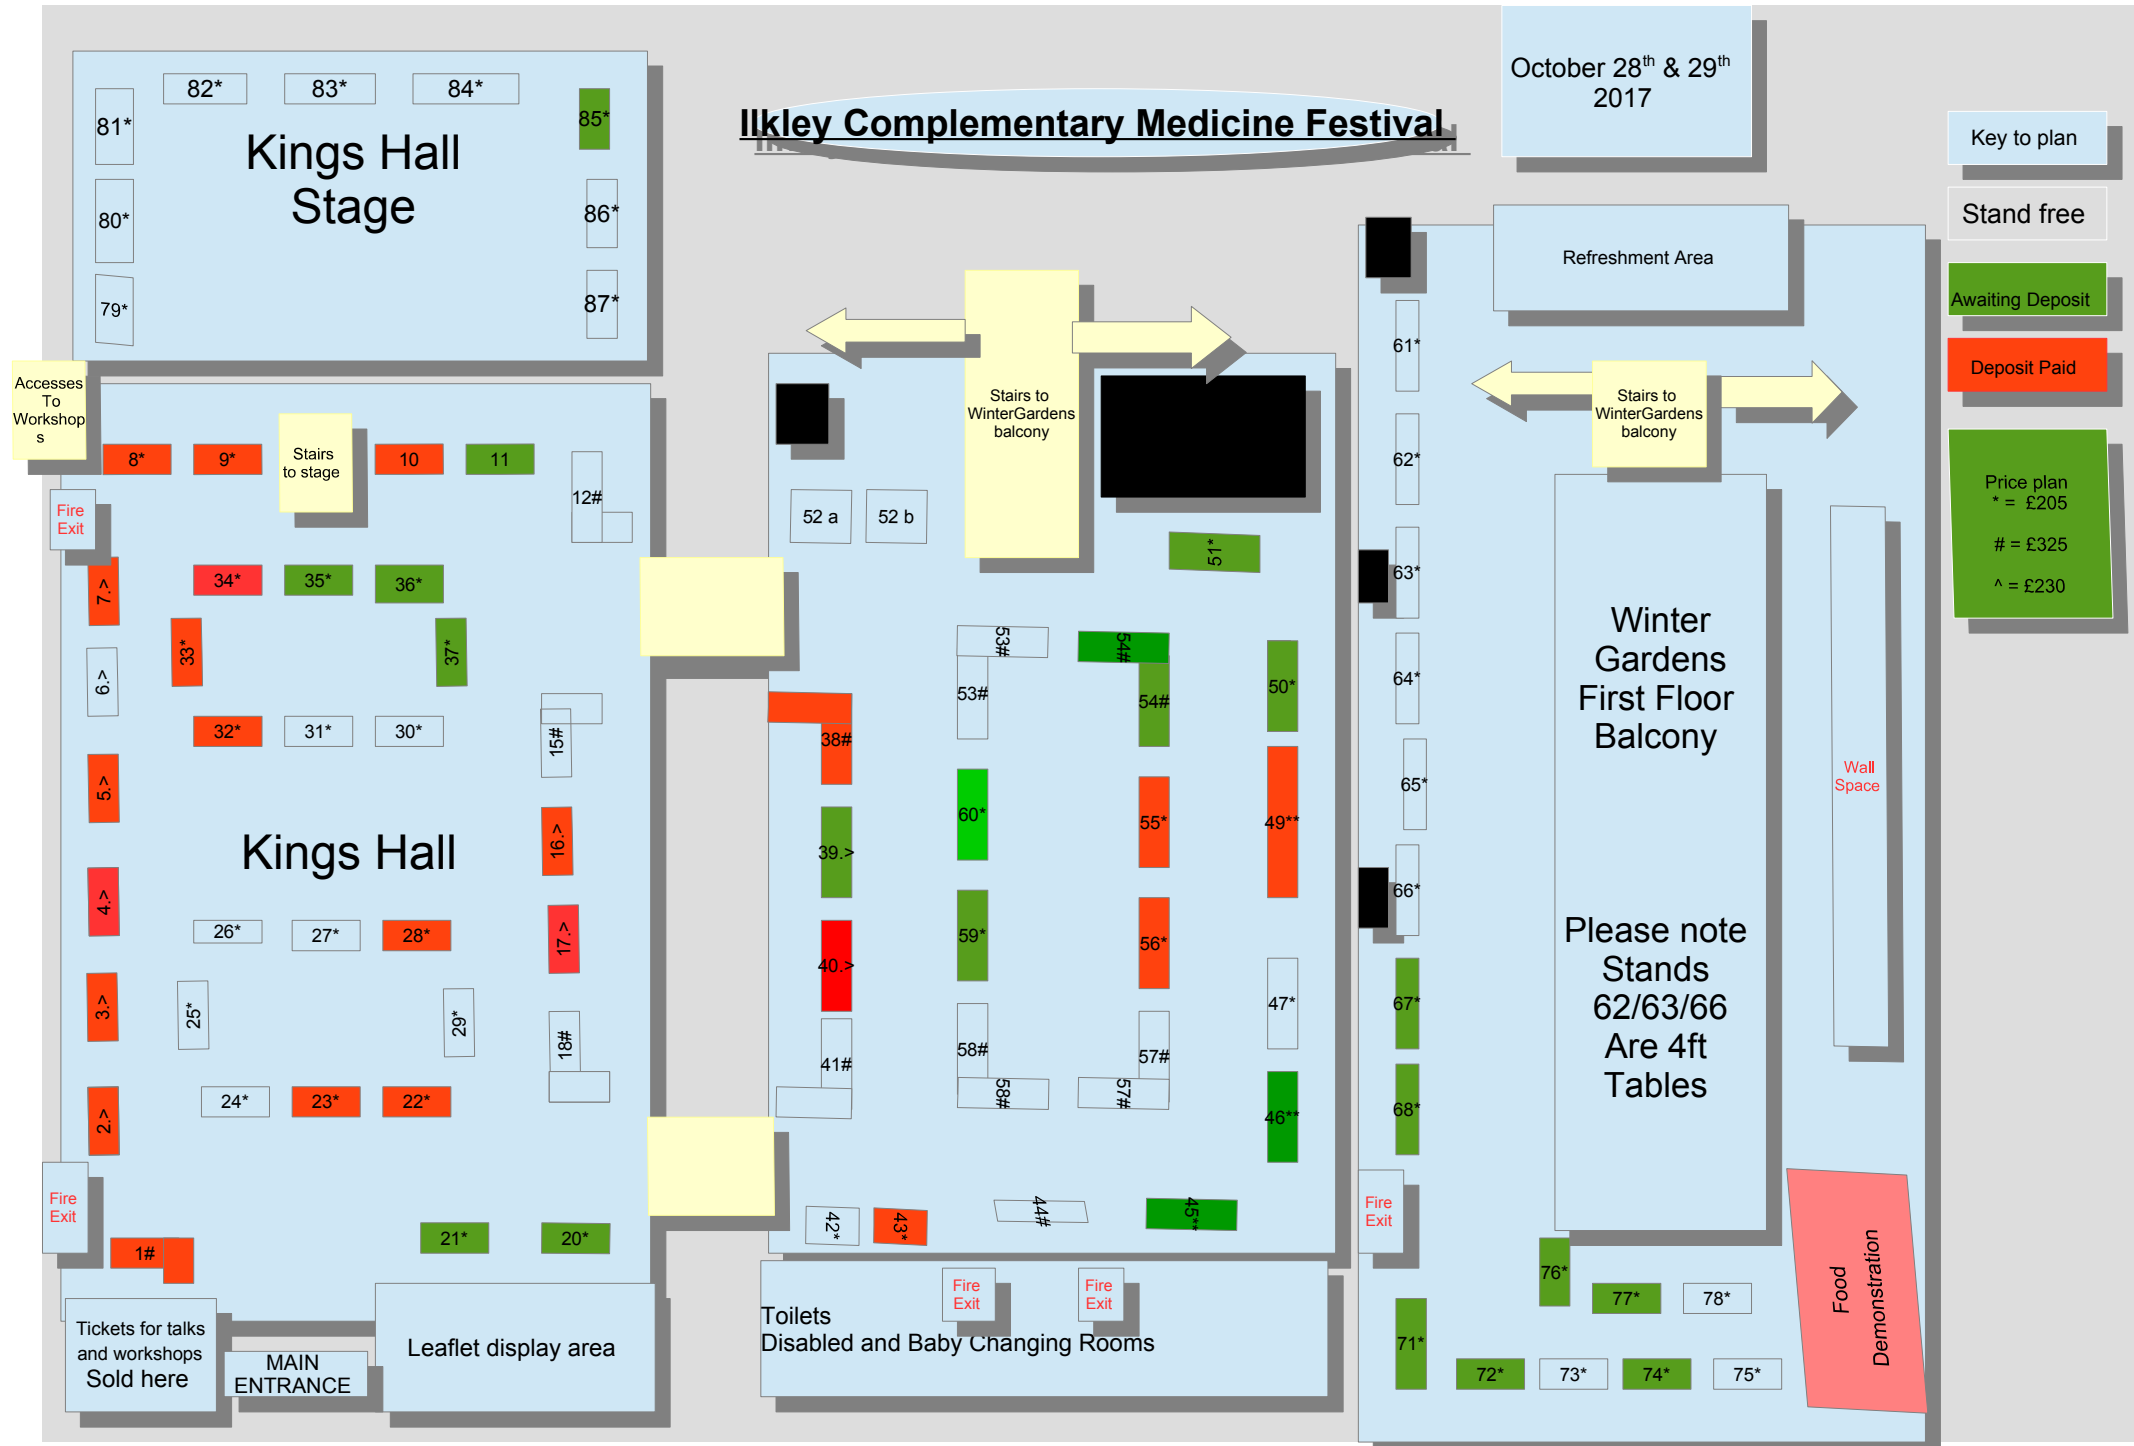 October 28th & 29th
2017
Ilkley Complementary Medicine Festival
Key to plan
Stand free
Awaiting Deposit
Deposit Paid
Price plan
* = £205
# = £325
^ = £230
82*
83*
84*
81*
85*
Kings Hall
Stage
80*
86*
79*
87*
Accesses
To
Workshop
s
8*
9*
Stairs
to stage
10
11
12#
Fire
Exit
7.>
34*
35*
36*
33*
37*
6.>
32*
31*
30*
15#
5.>
Kings Hall
16.>
4.>
17.>
26*
27*
28*
3.>
25*
29*
18#
2.>
24*
23*
22*
Fire
Exit
1#
21*
20*
Tickets for talks
and workshops
Sold here
MAIN
ENTRANCE
Leaflet display area
Stairs to
WinterGardens
balcony
52 a
52 b
51*
53#
54#
53#
54#
50*
38#
60*
55*
49**
39.>
59*
56*
40.>
47*
41#
58#
57#
58#
57#
46**
42*
43*
44#
45**
Fire
Exit
Fire
Exit
Toilets
Disabled and Baby Changing Rooms
Refreshment Area
61*
Stairs to
WinterGardens
balcony
62*
63*
64*
65*
66*
67*
68*
Winter
Gardens
First Floor
Balcony
Please note
Stands
62/63/66
Are 4ft
Tables
Wall
Space
Fire
Exit
76*
77*
78*
71*
72*
73*
74*
75*
Food
Demonstration